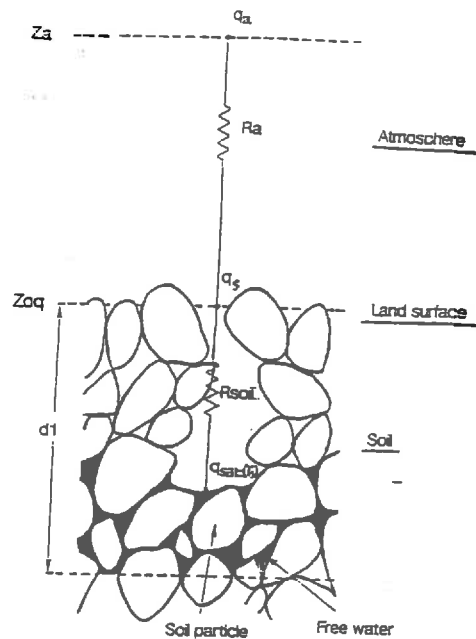 qa
Za
Ra
Atmoschere
qs
Zoq
Land surface
Rsoil
d1
Soil
Soil particle
Free water